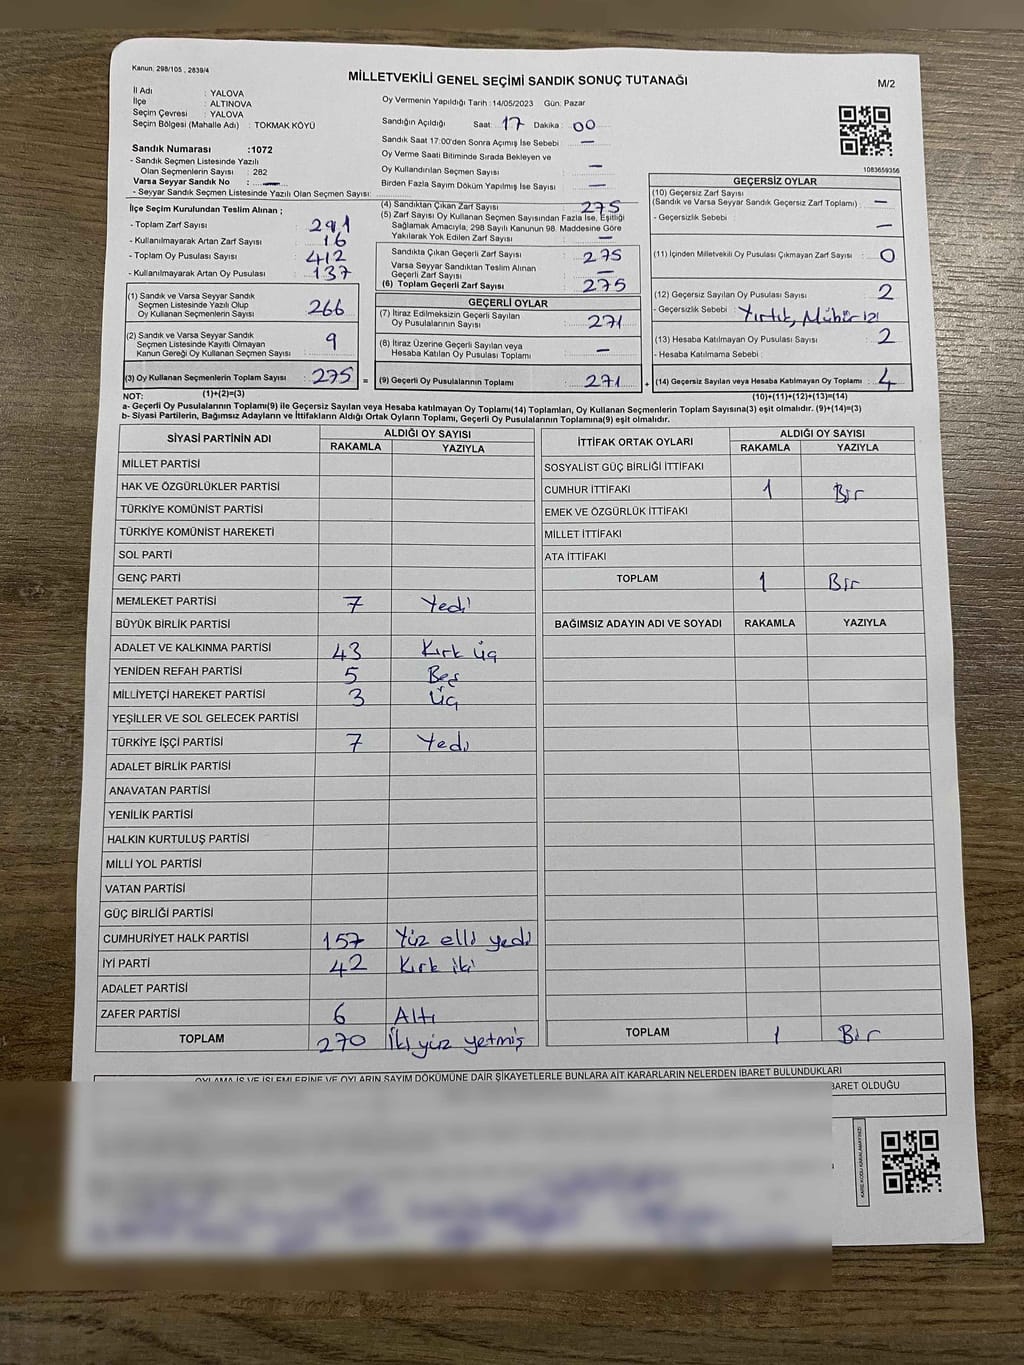 Kanun: 298/105 , 2839/4
MİLLETVEKİLİ GENEL SEÇİMİ SANDIK SONUÇ TUTANAĞI
M/2
İl Adı : YALOVA
İlçe : ALTINOVA
Seçim Çevresi : YALOVA
Seçim Bölgesi (Mahalle Adı) : TOKMAK KÖYÜ
Sandık Numarası :1072
- Sandık Seçmen Listesinde Yazılı
Olan Seçmenlerin Sayısı : 282
Varsa Seyyar Sandık No : —
- Seyyar Sandık Seçmen Listesinde Yazılı Olan Seçmen Sayısı:
Oy Vermenin Yapıldığı Tarih :14/05/2023 Gün: Pazar
Sandığın Açıldığı Saat : 17 Dakika : 00
Sandık Saat 17:00'den Sonra Açımış İse Sebebi : —
Oy Verme Saati Bitiminde Sırada Bekleyen ve
Oy Kullandırılan Seçmen Sayısı : —
Birden Fazla Sayım Döküm Yapılmış İse Sayısı : —
1083659356
İlçe Seçim Kurulundan Teslim Alınan ;
- Toplam Zarf Sayısı : 291
- Kullanılmayarak Artan Zarf Sayısı : 16
- Toplam Oy Pusulası Sayısı : 412
- Kullanılmayarak Artan Oy Pusulası : 137
(4) Sandıktan Çıkan Zarf Sayısı : 275
(5) Zarf Sayısı Oy Kullanan Seçmen Sayısından Fazla İse, Eşitliği
Sağlamak Amacıyla, 298 Sayılı Kanunun 98. Maddesine Göre
Yakılarak Yok Edilen Zarf Sayısı : —
Sandıkta Çıkan Geçerli Zarf Sayısı : 275
Varsa Seyyar Sandıktan Teslim Alınan
Geçerli Zarf Sayısı : —
(6) Toplam Geçerli Zarf Sayısı : 275
GEÇERSİZ OYLAR
(10) Geçersiz Zarf Sayısı
(Sandık ve Varsa Seyyar Sandık Geçersiz Zarf Toplamı) : —
- Geçersizlik Sebebi : —
(11) İçinden Milletvekili Oy Pusulası Çıkmayan Zarf Sayısı : 0
(12) Geçersiz Sayılan Oy Pusulası Sayısı : 2
- Geçersizlik Sebebi : Yırtık, Mühür izi
(13) Hesaba Katılmayan Oy Pusulası Sayısı : 2
- Hesaba Katılmama Sebebi :
(14) Geçersiz Sayılan veya Hesaba Katılmayan Oy Toplamı : 4
(10)+(11)+(12)+(13)=(14)
(1) Sandık ve Varsa Seyyar Sandık
Seçmen Listesinde Yazılı Olup
Oy Kullanan Seçmenlerin Sayısı : 266
(2) Sandık ve Varsa Seyyar Sandık
Seçmen Listesinde Kayıtlı Olmayan
Kanun Gereği Oy Kullanan Seçmen Sayısı : 9
(3) Oy Kullanan Seçmenlerin Toplam Sayısı : 275 =
(1)+(2)=(3)
GEÇERLİ OYLAR
(7) İtiraz Edilmeksizin Geçerli Sayılan
Oy Pusulalarının Sayısı : 271
(8) İtiraz Üzerine Geçerli Sayılan veya
Hesaba Katılan Oy Pusulası Toplamı : —
(9) Geçerli Oy Pusulalarının Toplamı : 271 +
NOT:
a- Geçerli Oy Pusulalarının Toplamı(9) ile Geçersiz Sayılan veya Hesaba katılmayan Oy Toplamı(14) Toplamları, Oy Kullanan Seçmenlerin Toplam Sayısına(3) eşit olmalıdır. (9)+(14)=(3)
b- Siyasi Partilerin, Bağımsız Adayların ve İttifakların Aldığı Ortak Oyların Toplamı, Geçerli Oy Pusulalarının Toplamına(9) eşit olmalıdır.
SİYASİ PARTİNİN ADI
ALDIĞI OY SAYISI
RAKAMLA YAZIYLA
MİLLET PARTİSİ
HAK VE ÖZGÜRLÜKLER PARTİSİ
TÜRKİYE KOMÜNİST PARTİSİ
TÜRKİYE KOMÜNİST HAREKETİ
SOL PARTİ
GENÇ PARTİ
MEMLEKET PARTİSİ 7 Yedi
BÜYÜK BİRLİK PARTİSİ
ADALET VE KALKINMA PARTİSİ 43 Kırk üç
YENİDEN REFAH PARTİSİ 5 Beş
MİLLİYETÇİ HAREKET PARTİSİ 3 Üç
YEŞİLLER VE SOL GELECEK PARTİSİ
TÜRKİYE İŞÇİ PARTİSİ 7 Yedi
ADALET BİRLİK PARTİSİ
ANAVATAN PARTİSİ
YENİLİK PARTİSİ
HALKIN KURTULUŞ PARTİSİ
MİLLİ YOL PARTİSİ
VATAN PARTİSİ
GÜÇ BİRLİĞİ PARTİSİ
CUMHURİYET HALK PARTİSİ 157 Yüz elli yedi
İYİ PARTİ 42 Kırk iki
ADALET PARTİSİ
ZAFER PARTİSİ 6 Altı
TOPLAM 270 İki yüz yetmiş
İTTİFAK ORTAK OYLARI
ALDIĞI OY SAYISI
RAKAMLA YAZIYLA
SOSYALİST GÜÇ BİRLİĞİ İTTİFAKI
CUMHUR İTTİFAKI 1 Bir
EMEK VE ÖZGÜRLÜK İTTİFAKI
MİLLET İTTİFAKI
ATA İTTİFAKI
TOPLAM 1 Bir
BAĞIMSIZ ADAYIN ADI VE SOYADI RAKAMLA YAZIYLA
TOPLAM 1 Bir
OYLAMA İŞ VE İŞLEMLERİNE VE OYLARIN SAYIM DÖKÜMÜNE DAİR ŞİKAYETLERLE BUNLARA AİT KARARLARIN NELERDEN İBARET BULUNDUKLARI
BARET OLDUĞU
KARE KODU KARALAMAYINIZ!